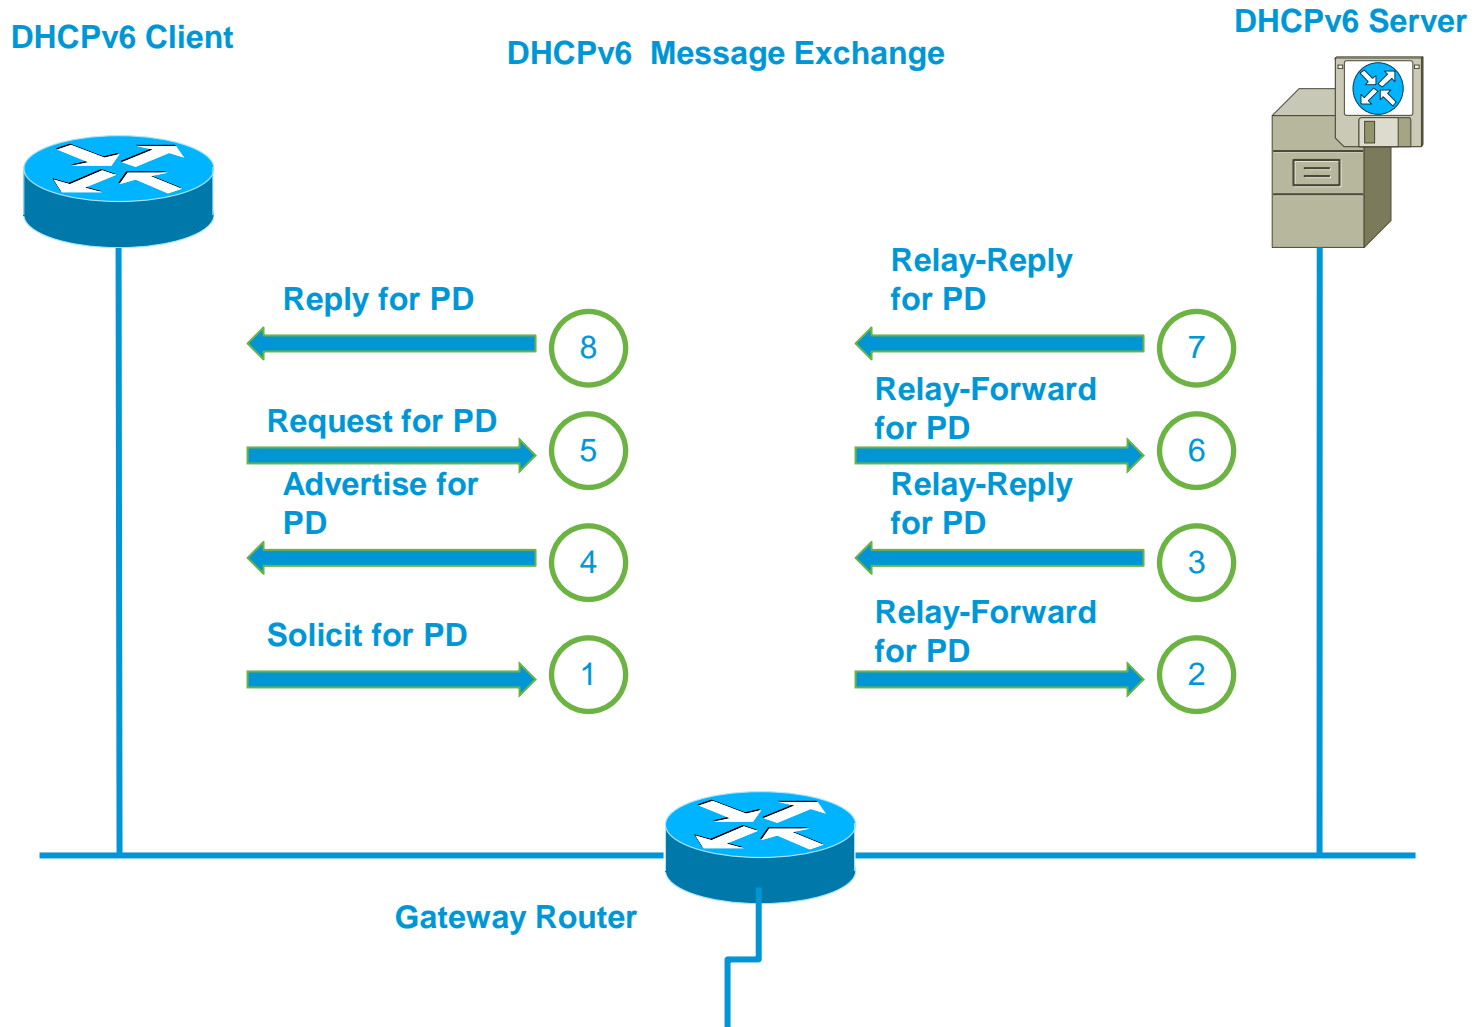 DHCPv6 Client
DHCPv6 Message Exchange
DHCPv6 Server
Reply for PD
8
Relay-Reply
for PD
7
Request for PD
5
Relay-Forward
for PD
6
Advertise for
PD
4
Relay-Reply
for PD
3
Solicit for PD
1
Relay-Forward
for PD
2
Gateway Router